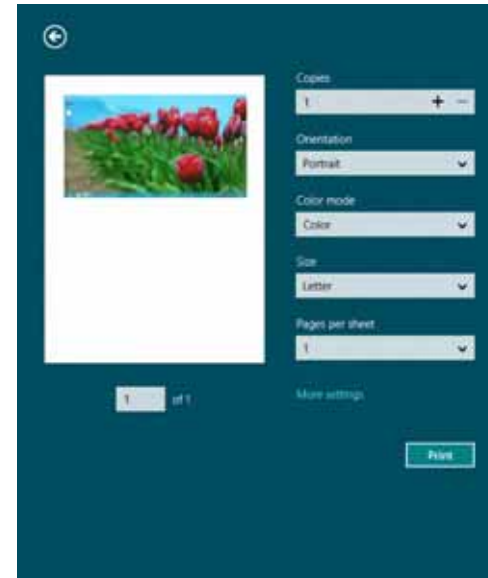 Copies
1
Orientation
Portrait
Color mode
Color
Size
Letter
Pages per sheet
1
1 of 1
More settings
Print